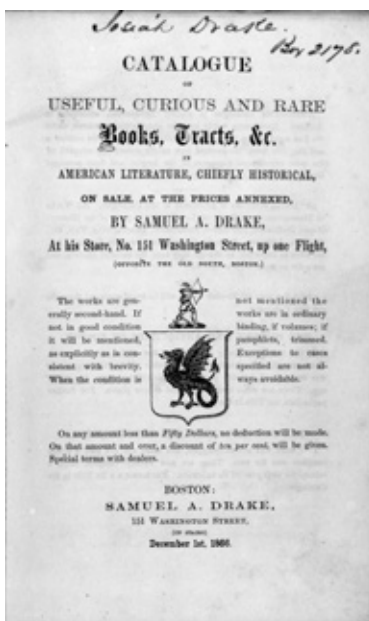 Josiah Drake.
Box 2178.
CATALOGUE
OF
USEFUL, CURIOUS AND RARE
Books, Tracts, &c.
IN
AMERICAN LITERATURE, CHIEFLY HISTORICAL,
ON SALE, AT THE PRICES ANNEXED,
BY SAMUEL A. DRAKE,
At his Store, No. 151 Washington Street, up one Flight,
(OPPOSITE THE OLD SOUTH, BOSTON.)
The works are gen-
erally second-hand. If
not in good condition
it will be mentioned,
as explicitly as is con-
sistent with brevity.
When the condition is
not mentioned the
works are in ordinary
binding, if volumes; if
pamphlets, trimmed.
Exceptions to cases
specified are not al-
ways avoidable.
On any amount less than Fifty Dollars, no deduction will be made.
On that amount and over, a discount of ten per cent. will be given.
Special terms with dealers.
BOSTON:
SAMUEL A. DRAKE,
151 WASHINGTON STREET,
December 1st, 1866.